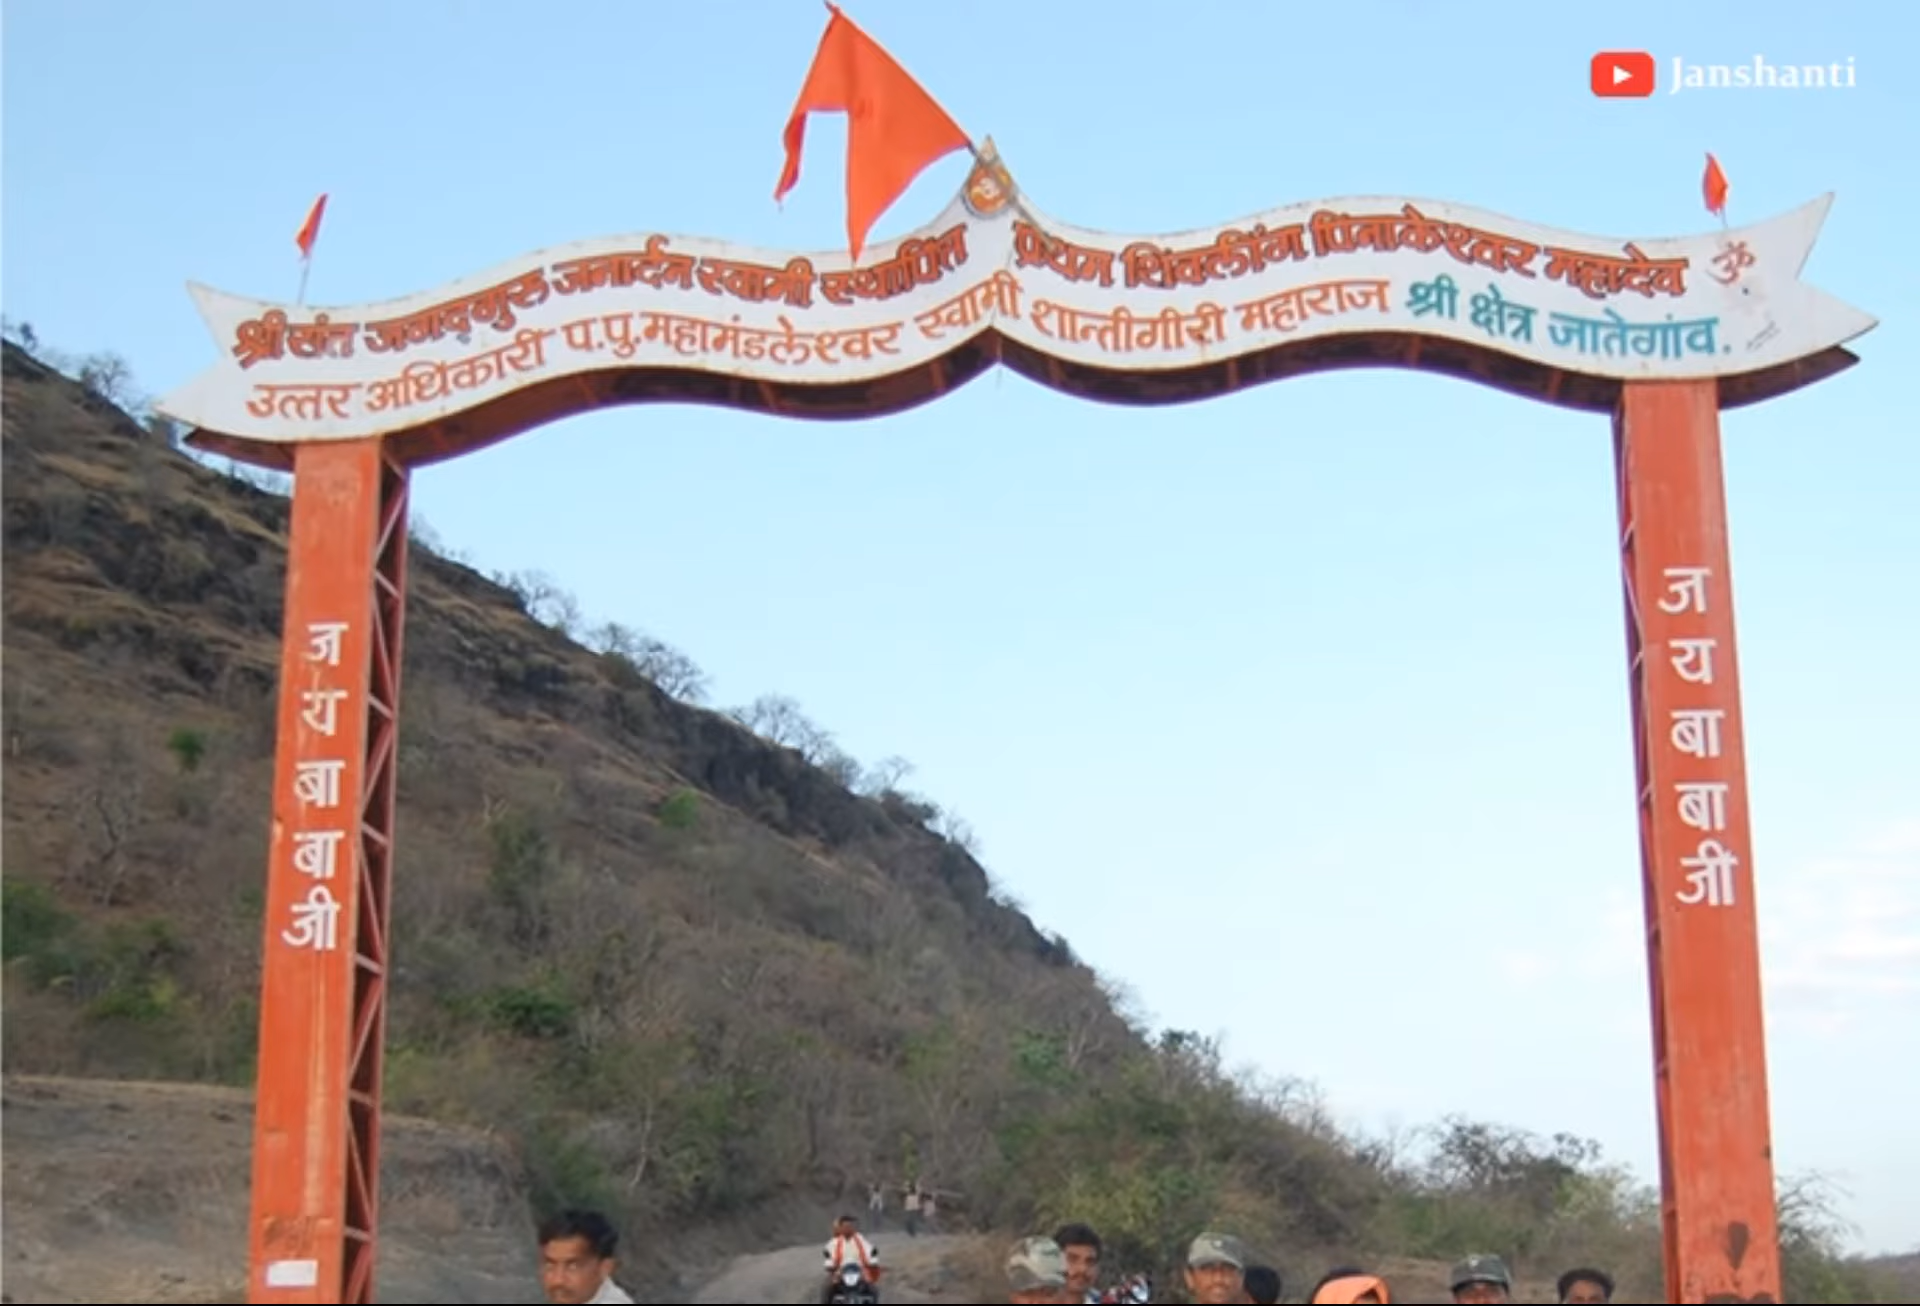 Janshanti
श्री संत जगद्गुरु जनार्दन स्वामी स्थापित प्रथम शिवलींग पिनाकेश्वर महादेव ॐ
उत्तर अधिकारी प.पु.महामंडलेश्वर स्वामी शान्तीगीरी महाराज श्री क्षेत्र जातेगांव.
ज
य
बा
बा
जी
ज
य
बा
बा
जी